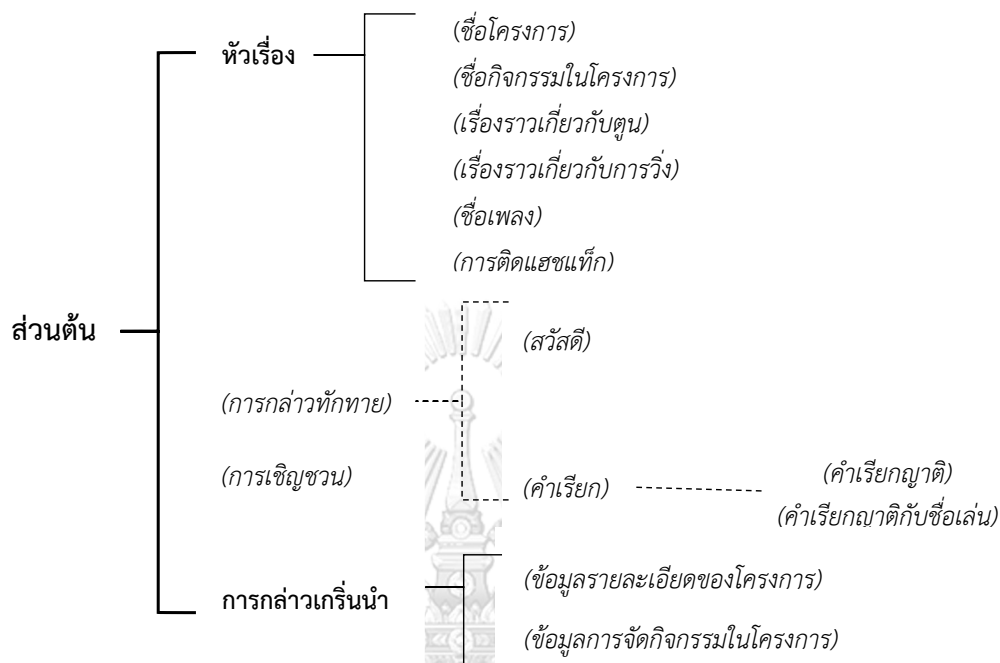 หัวเรื่อง
(ชื่อโครงการ)
(ชื่อกิจกรรมในโครงการ)
(เรื่องราวเกี่ยวกับตูน)
(เรื่องราวเกี่ยวกับการวิ่ง)
(ชื่อเพลง)
(การติดแฮชแท็ก)
ส่วนต้น
(การกล่าวทักทาย)
(สวัสดี)
(คำเรียก)
(คำเรียกญาติ)
(คำเรียกญาติกับชื่อเล่น)
(การเชิญชวน)
การกล่าวเกริ่นนำ
(ข้อมูลรายละเอียดของโครงการ)
(ข้อมูลการจัดกิจกรรมในโครงการ)